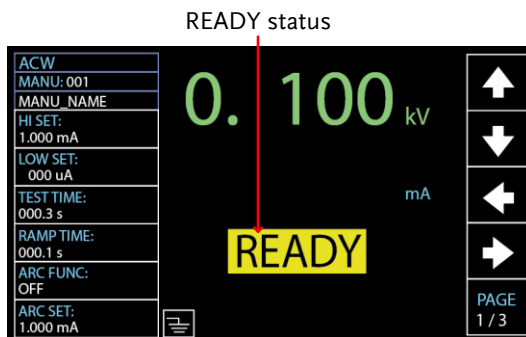 READY status
ACW
MANU: 001
MANU_NAME
HI SET:
1.000 mA
LOW SET:
000 uA
TEST TIME:
000.3 s
RAMP TIME:
000.1 s
ARC FUNC:
OFF
ARC SET:
1.000 mA
0. 100 kV
mA
READY
PAGE
1 / 3